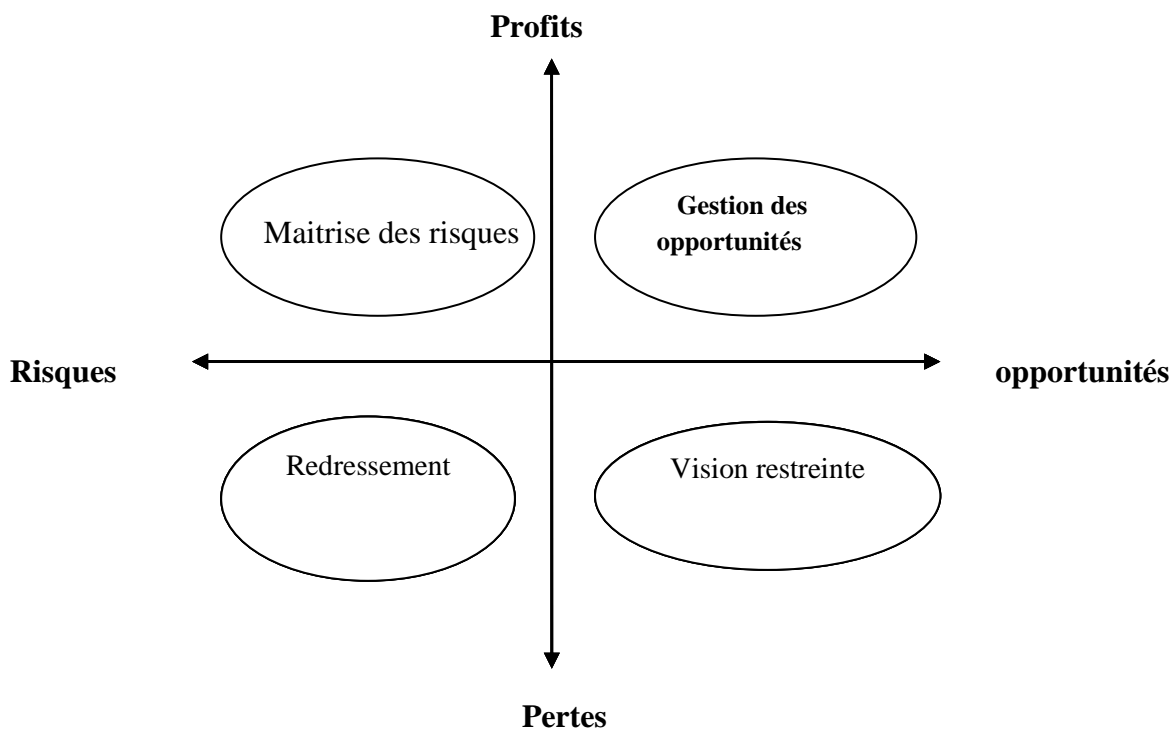 Profits
Maitrise des risques
Gestion des
opportunités
Risques
opportunités
Redressement
Vision restreinte
Pertes